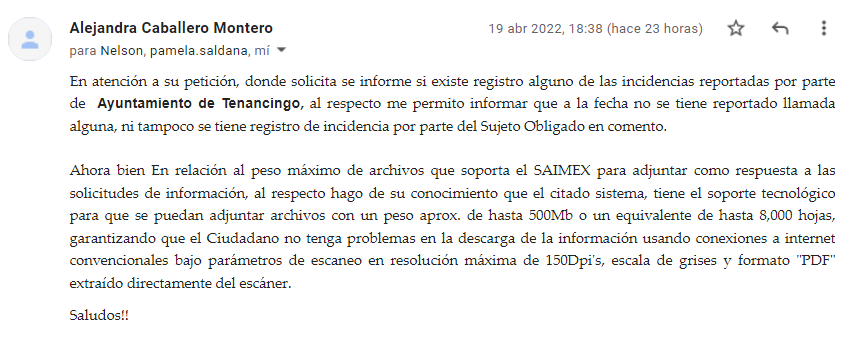 Alejandra Caballero Montero
19 abr 2022, 18:38 (hace 23 horas)
para Nelson, pamela.saldana, mí
En atención a su petición, donde solicita se informe si existe registro alguno de las incidencias reportadas por parte
de Ayuntamiento de Tenancingo, al respecto me permito informar que a la fecha no se tiene reportado llamada
alguna, ni tampoco se tiene registro de incidencia por parte del Sujeto Obligado en comento.
Ahora bien En relación al peso máximo de archivos que soporta el SAIMEX para adjuntar como respuesta a las
solicitudes de información, al respecto hago de su conocimiento que el citado sistema, tiene el soporte tecnológico
para que se puedan adjuntar archivos con un peso aprox. de hasta 500Mb o un equivalente de hasta 8,000 hojas,
garantizando que el Ciudadano no tenga problemas en la descarga de la información usando conexiones a internet
convencionales bajo parámetros de escaneo en resolución máxima de 150Dpi's, escala de grises y formato "PDF"
extraído directamente del escáner.
Saludos!!